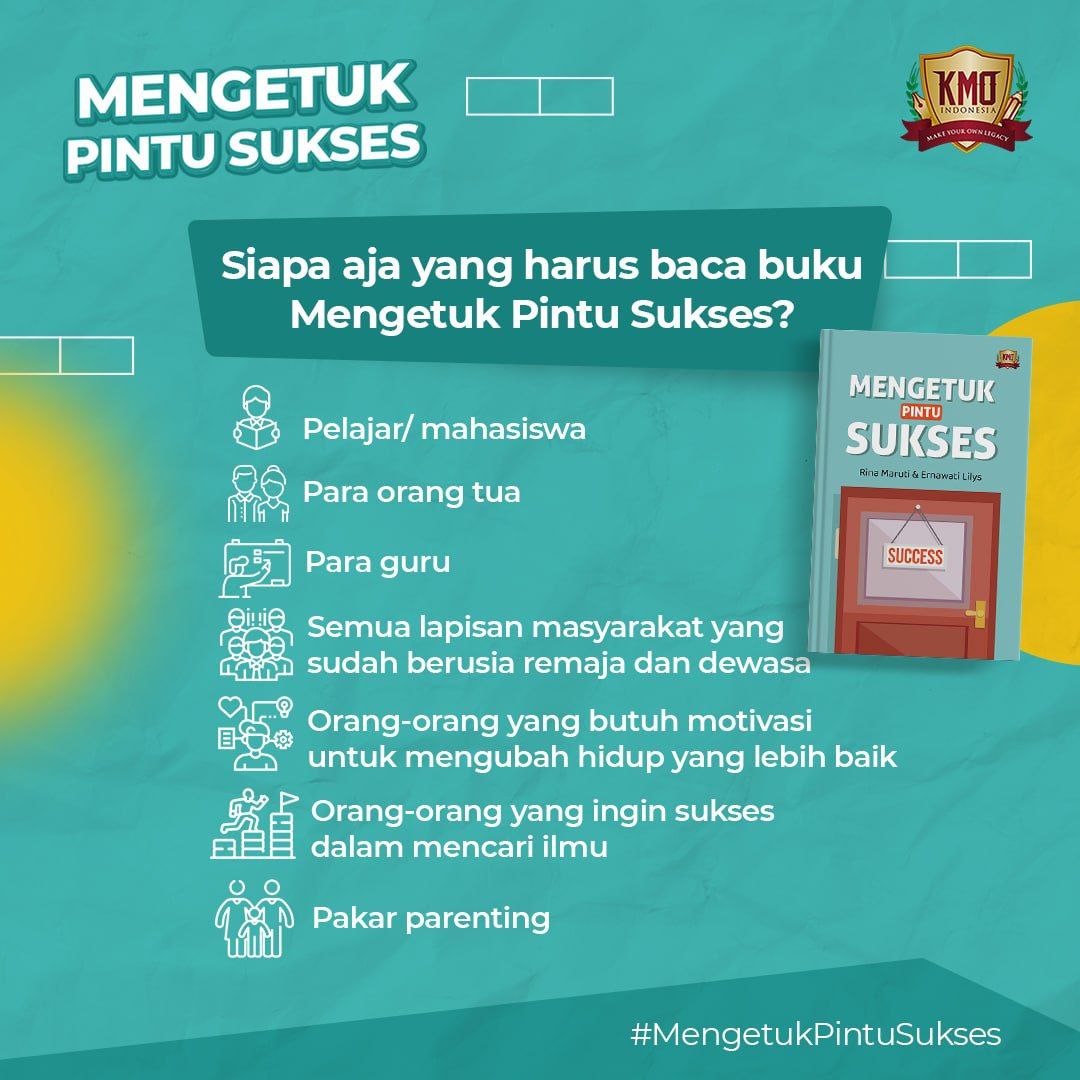 MENGETUK
PINTU SUKSES
KMO
INDONESIA
MAKE YOUR OWN LEGACY
Siapa aja yang harus baca buku
Mengetuk Pintu Sukses?
KMO
MENGETUK
PINTU
SUKSES
Rina Maruti & Ernawati Lilys
SUCCESS
Pelajar/ mahasiswa
Para orang tua
Para guru
Semua lapisan masyarakat yang
sudah berusia remaja dan dewasa
Orang-orang yang butuh motivasi
untuk mengubah hidup yang lebih baik
Orang-orang yang ingin sukses
dalam mencari ilmu
Pakar parenting
#MengetukPintuSukses